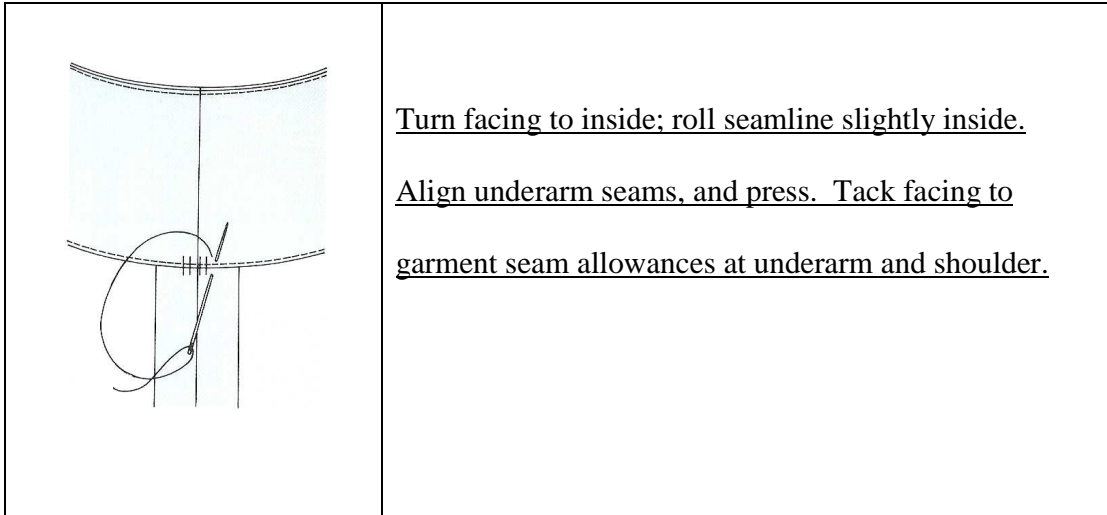 Turn facing to inside; roll seamline slightly inside.
Align underarm seams, and press.  Tack facing to
garment seam allowances at underarm and shoulder.